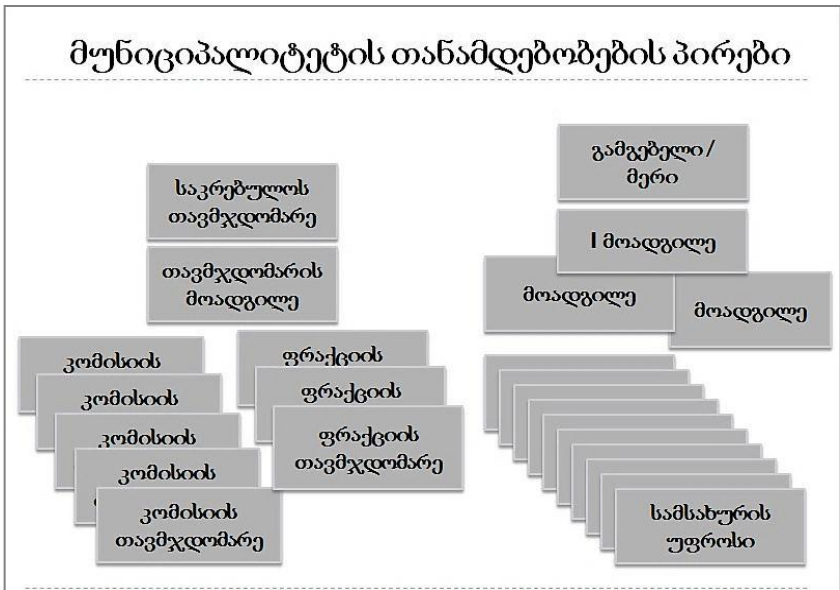 მუნიციპალიტეტის თანამდებობების პირები
საკრებულოს
თავმჯდომარე
თავმჯდომარის
მოადგილე
კომისიის
კომისიის
კომისიის
კომისიის
კომისიის
თავმჯდომარე
ფრაქციის
ფრაქციის
ფრაქციის
თავმჯდომარე
გამგებელი /
მერი
I მოადგილე
მოადგილე
მოადგილე
სამსახურის
უფროსი